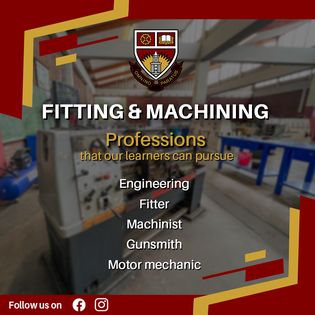 FITTING & MACHINING
Professions
that our learners can pursue
Engineering
Fitter
Machinist
Gunsmith
Motor mechanic
Follow us on